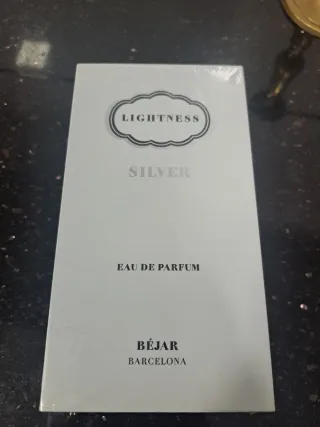 LIGHTNESS
SILVER
EAU DE PARFUM
BÉJAR
BARCELONA